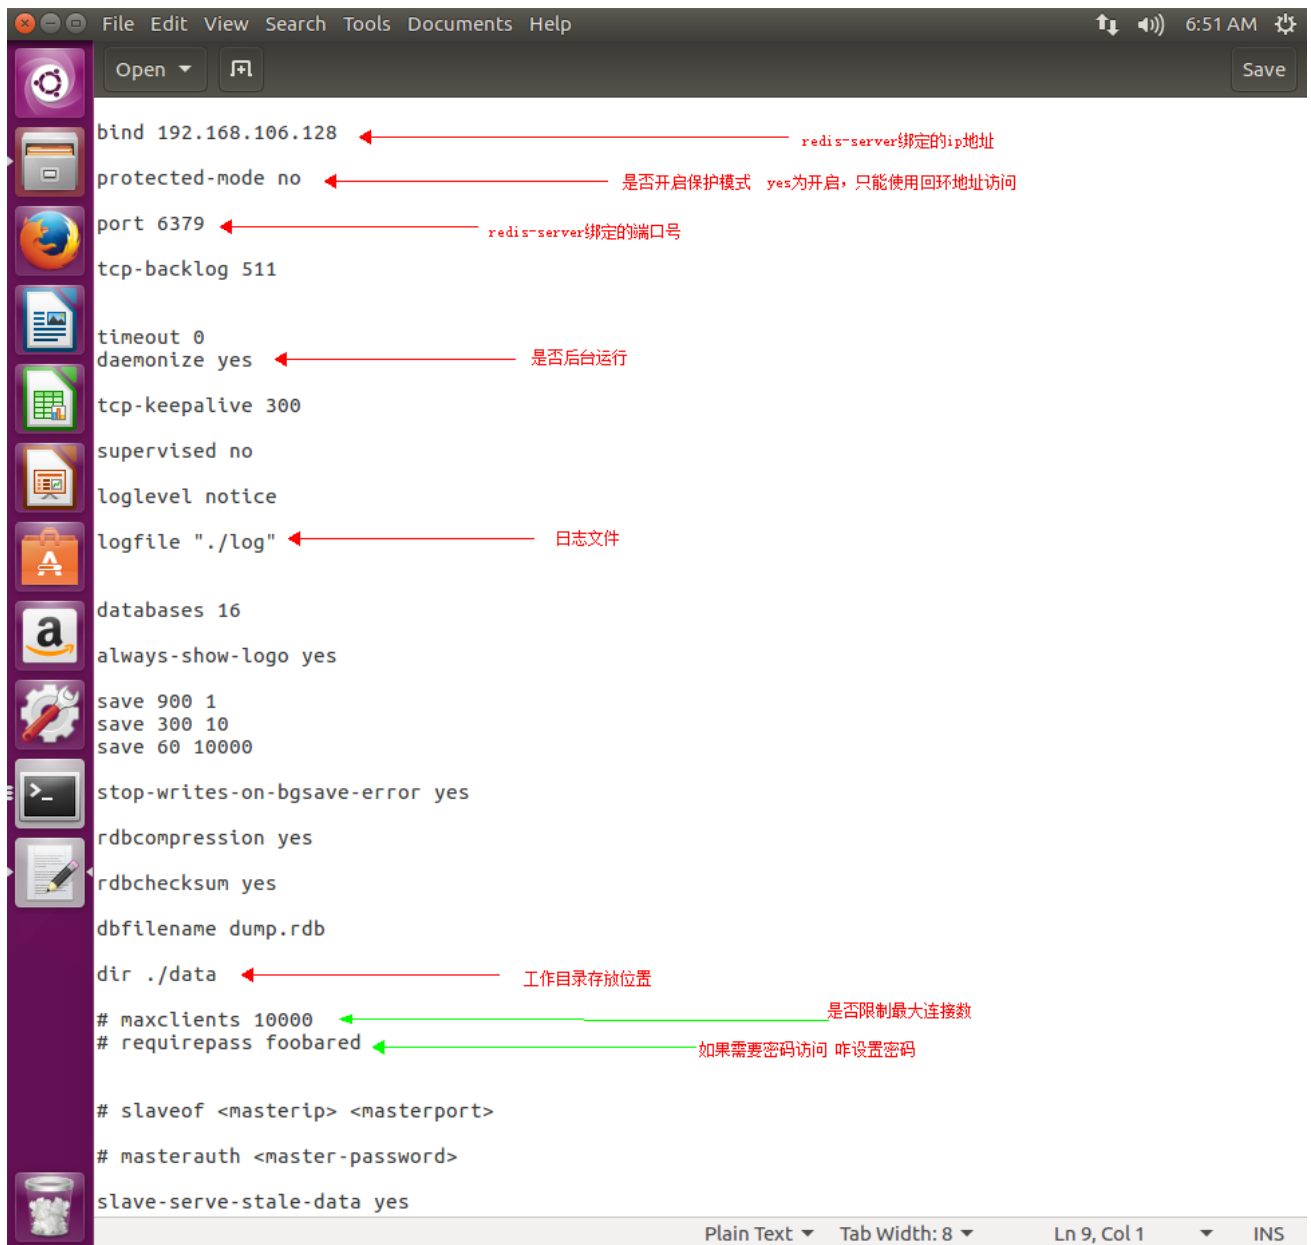 File Edit View Search Tools Documents Help 6:51 AM
Open Save
bind 192.168.106.128 redis-server绑定的ip地址
protected-mode no 是否开启保护模式 yes为开启，只能使用回环地址访问
port 6379 redis-server绑定的端口号
tcp-backlog 511
timeout 0
daemonize yes 是否后台运行
tcp-keepalive 300
supervised no
loglevel notice
logfile "./log" 日志文件
databases 16
always-show-logo yes
save 900 1
save 300 10
save 60 10000
stop-writes-on-bgsave-error yes
rdbcompression yes
rdbchecksum yes
dbfilename dump.rdb
dir ./data 工作目录存放位置
# maxclients 10000 是否限制最大连接数
# requirepass foobared 如果需要密码访问 咋设置密码
# slaveof <masterip> <masterport>
# masterauth <master-password>
slave-serve-stale-data yes
Plain Text Tab Width: 8 Ln 9, Col 1 INS